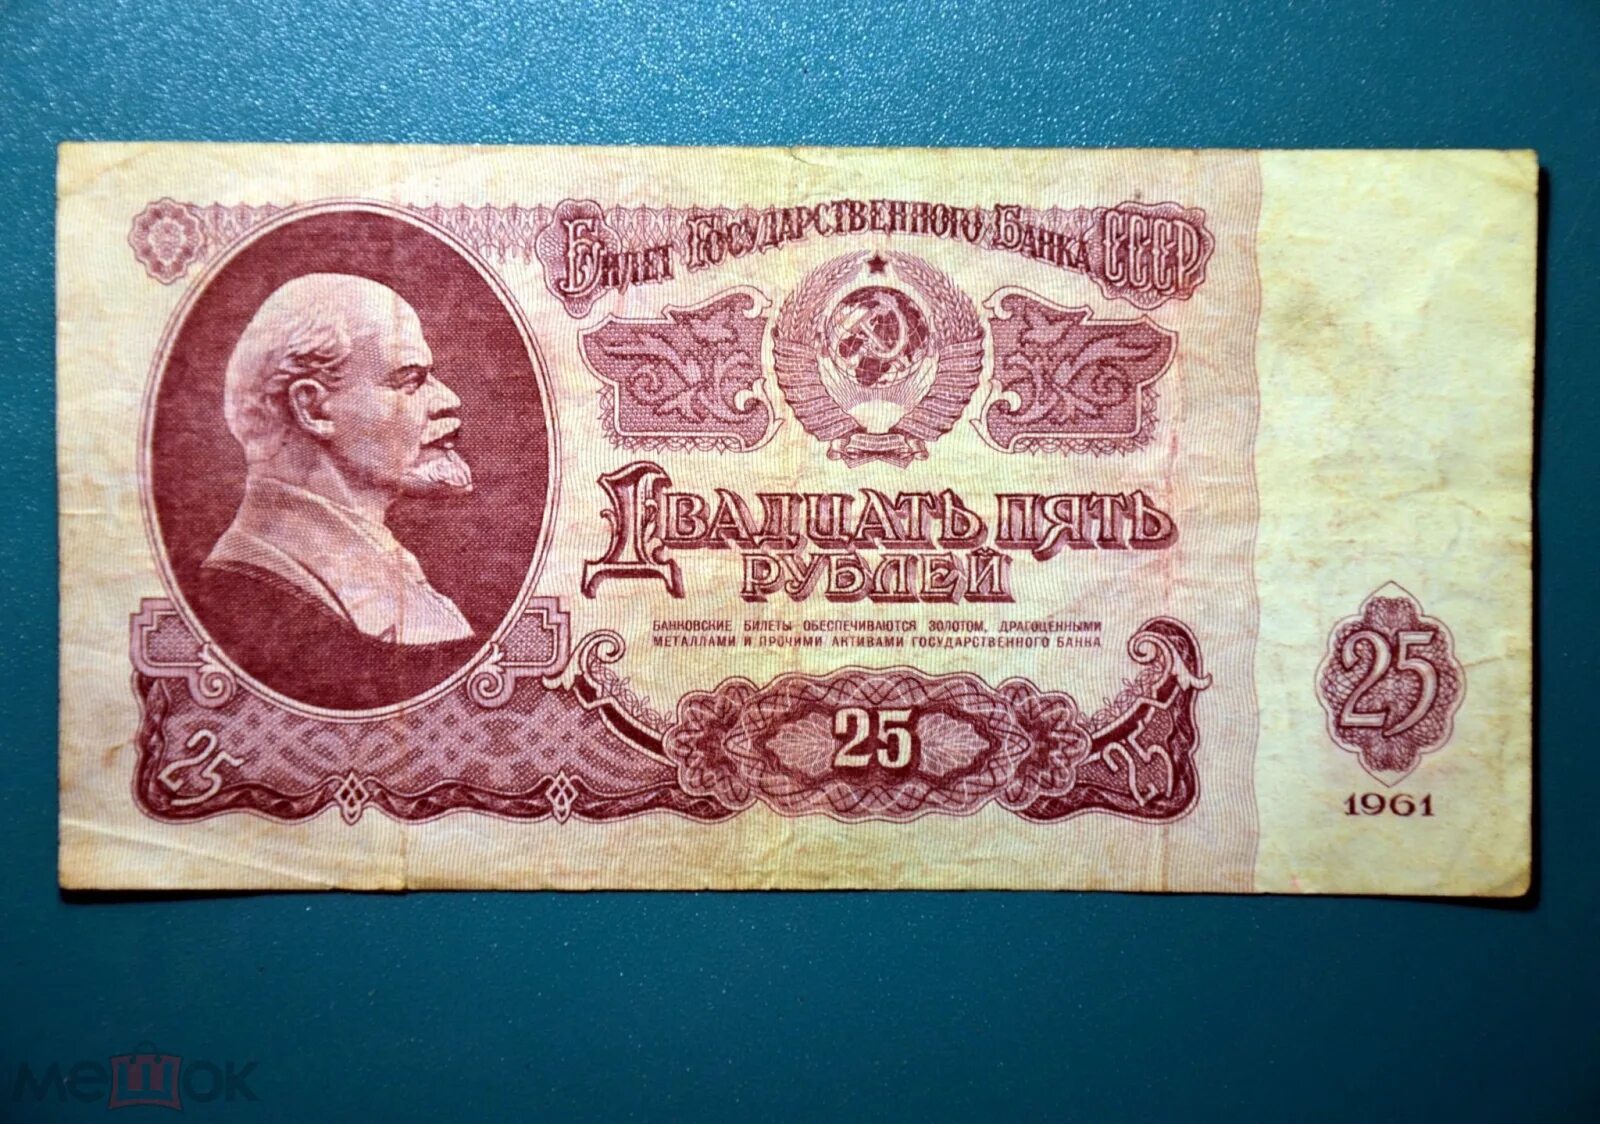 Билет Государственного Банка СССР
Двадцать пять
рублей
БАНКОВСКИЕ БИЛЕТЫ ОБЕСПЕЧИВАЮТСЯ ЗОЛОТОМ, ДРАГОЦЕННЫМИ
МЕТАЛЛАМИ И ПРОЧИМИ АКТИВАМИ ГОСУДАРСТВЕННОГО БАНКА
25
25
25
25
1961
мешок